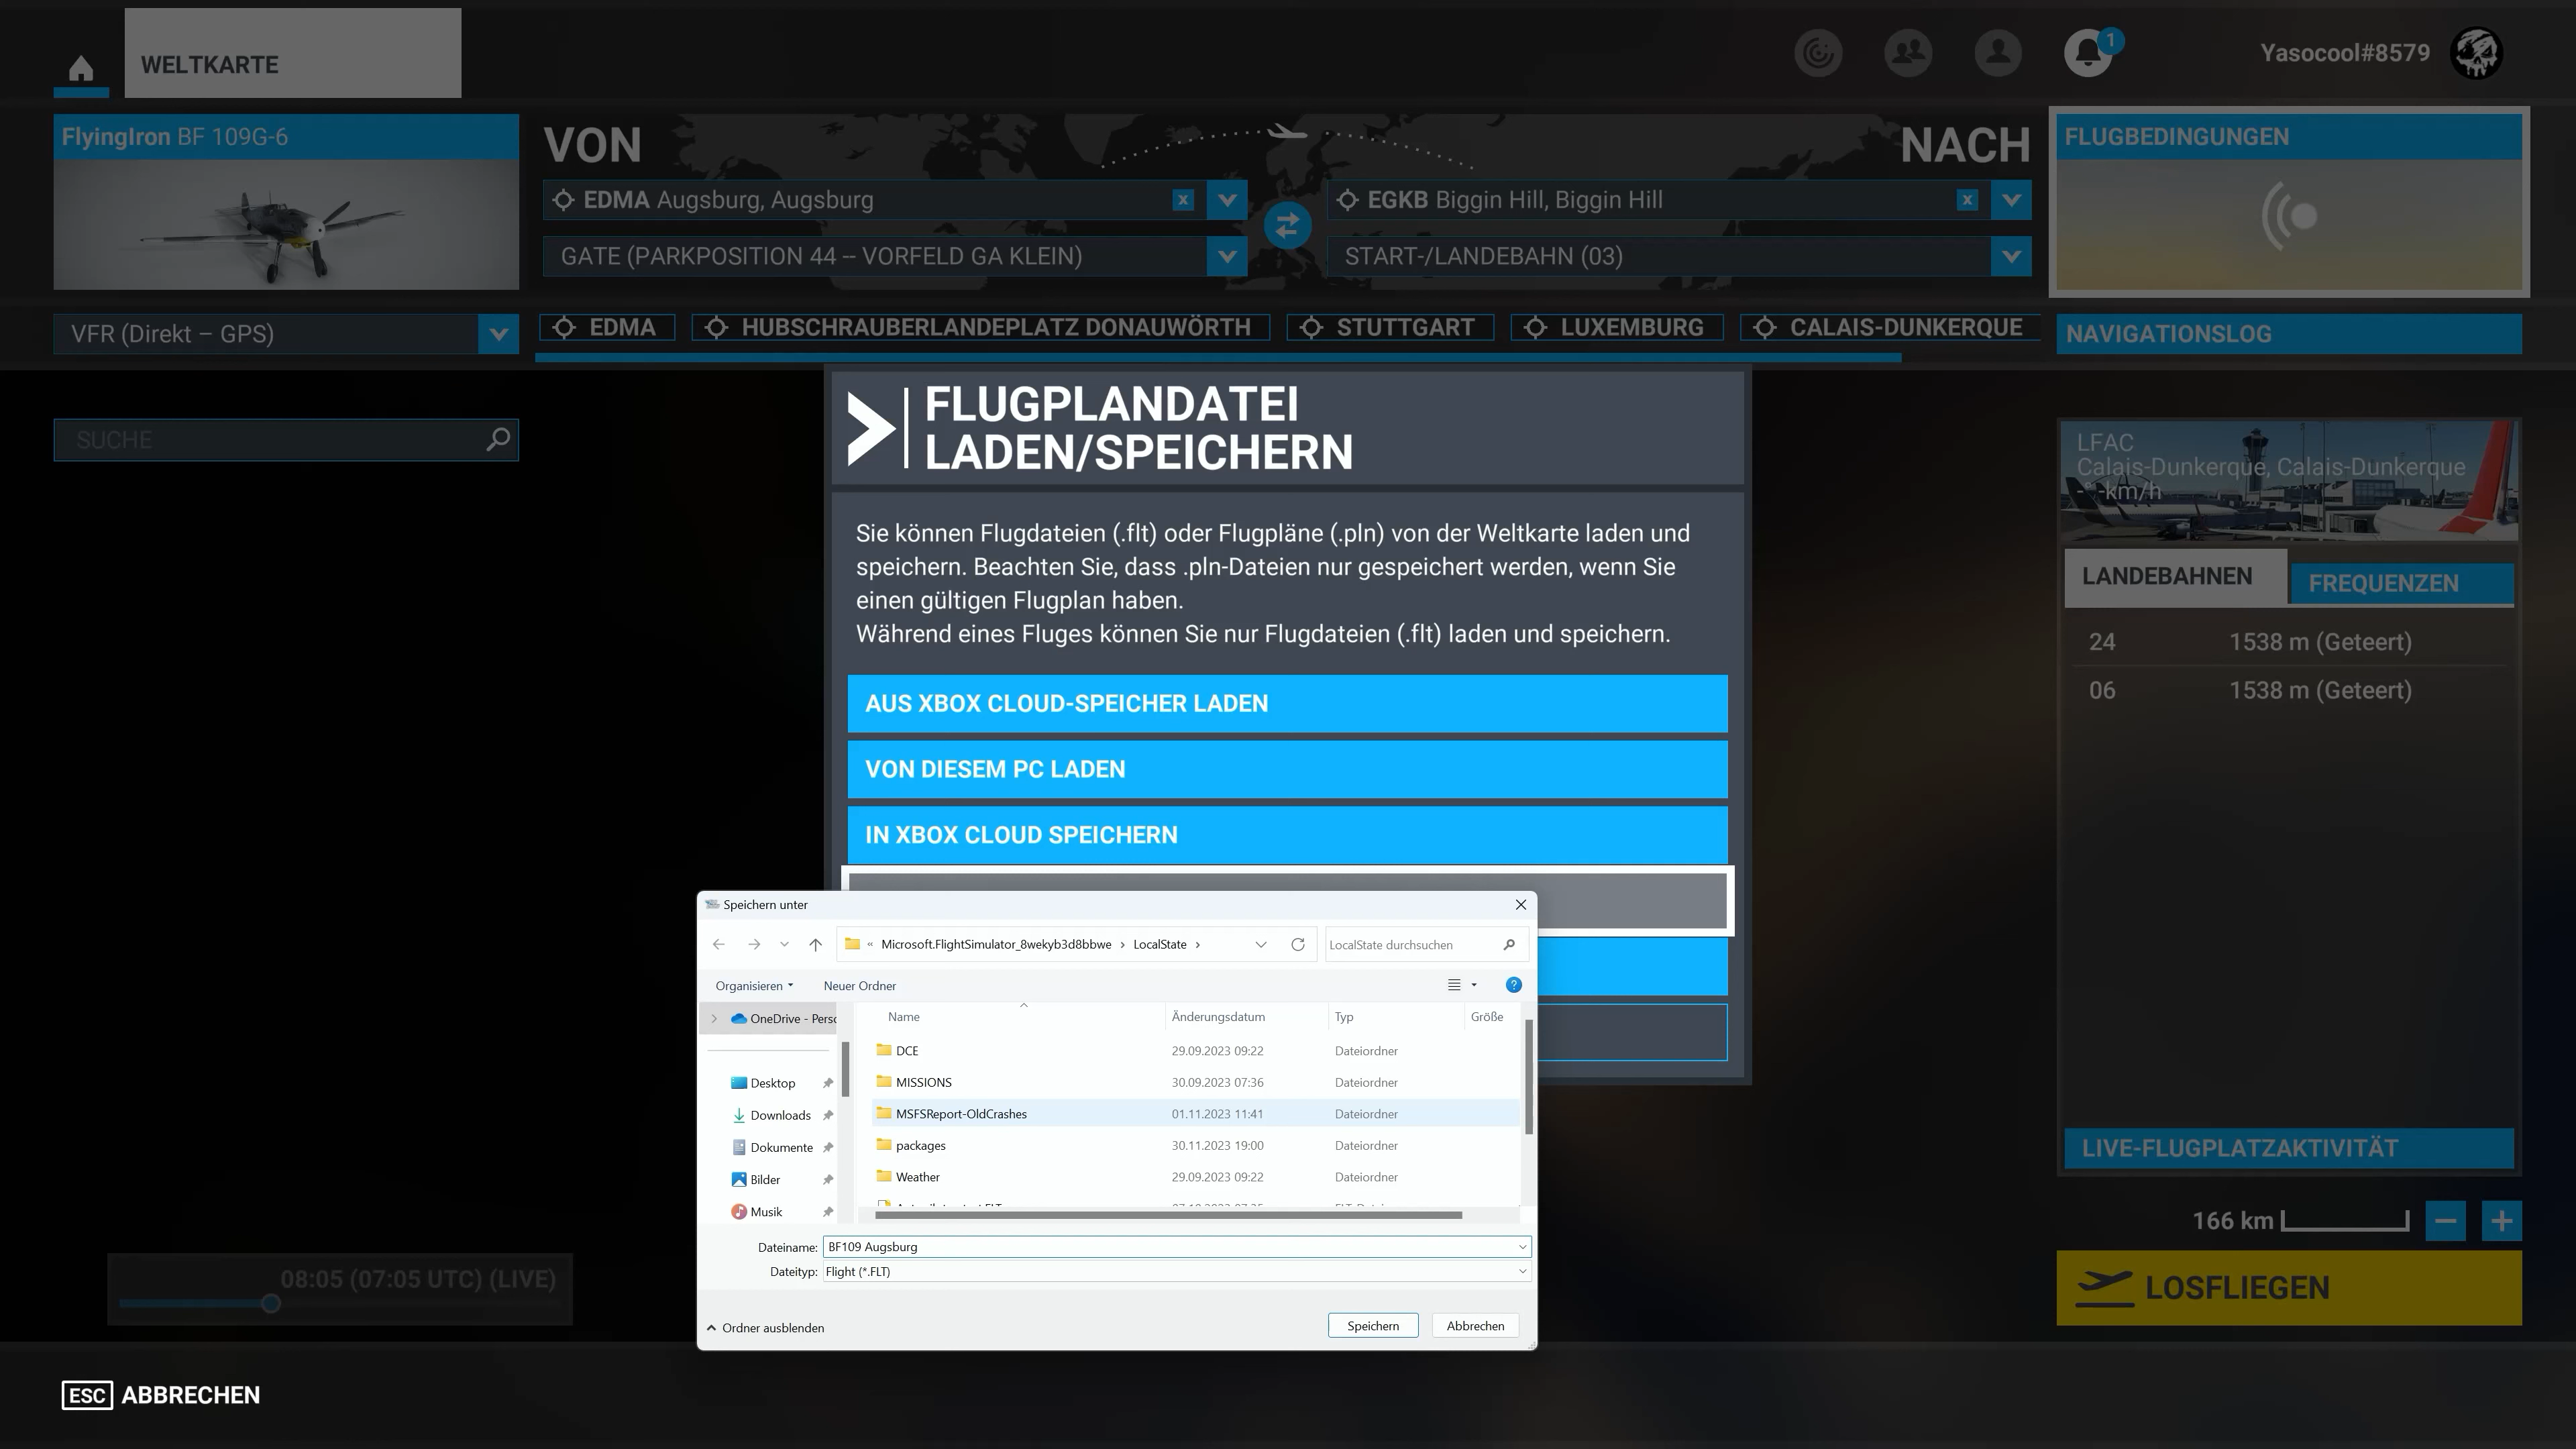 WELTKARTE
1
Yasocool#8579
FlyingIron BF 109G-6
VON
NACH
FLUGBEDINGUNGEN
EDMA Augsburg, Augsburg
x
EGKB Biggin Hill, Biggin Hill
x
GATE (PARKPOSITION 44 -- VORFELD GA KLEIN)
START-/LANDEBAHN (03)
VFR (Direkt – GPS)
EDMA
HUBSCHRAUBERLANDEPLATZ DONAUWÖRTH
STUTTGART
LUXEMBURG
CALAIS-DUNKERQUE
NAVIGATIONSLOG
SUCHE
FLUGPLANDATEI
LADEN/SPEICHERN
Sie können Flugdateien (.flt) oder Flugpläne (.pln) von der Weltkarte laden und
speichern. Beachten Sie, dass .pln-Dateien nur gespeichert werden, wenn Sie
einen gültigen Flugplan haben.
Während eines Fluges können Sie nur Flugdateien (.flt) laden und speichern.
AUS XBOX CLOUD-SPEICHER LADEN
VON DIESEM PC LADEN
IN XBOX CLOUD SPEICHERN
LFAC
Calais-Dunkerque, Calais-Dunkerque
-° -km/h
LANDEBAHNEN
FREQUENZEN
24 1538 m (Geteert)
06 1538 m (Geteert)
LIVE-FLUGPLATZAKTIVITÄT
166 km
LOSFLIEGEN
Speichern unter
« Microsoft.FlightSimulator_8wekyb3d8bbwe › LocalState ›
LocalState durchsuchen
Organisieren
Neuer Ordner
?
OneDrive - Pers
Desktop
Downloads
Dokumente
Bilder
Musik
Name Änderungsdatum Typ Größe
DCE 29.09.2023 09:22 Dateiordner
MISSIONS 30.09.2023 07:36 Dateiordner
MSFSReport-OldCrashes 01.11.2023 11:41 Dateiordner
packages 30.11.2023 19:00 Dateiordner
Weather 29.09.2023 09:22 Dateiordner
Dateiname: BF109 Augsburg
Dateityp: Flight (*.FLT)
Ordner ausblenden
Speichern
Abbrechen
08:05 (07:05 UTC) (LIVE)
ESC ABBRECHEN